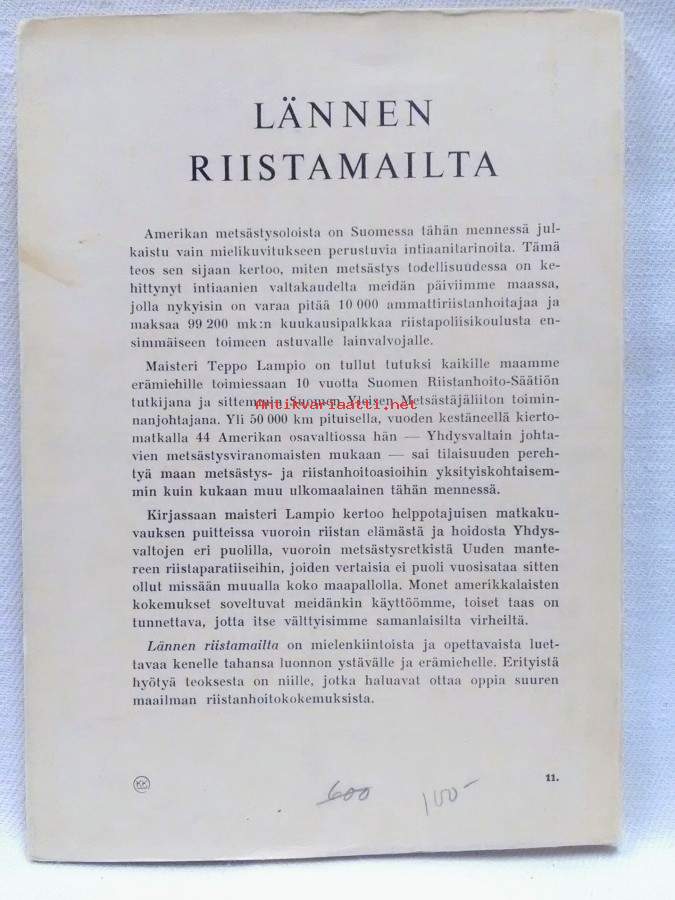 LÄNNEN
RIISTAMAILTA
Amerikan metsästysoloista on Suomessa tähän mennessä jul-
kaistu vain mielikuvitukseen perustuvia intiaanitarinoita. Tämä
teos sen sijaan kertoo, miten metsästys todellisuudessa on ke-
hittynyt intiaanien valtakaudelta meidän päiviimme maassa,
jolla nykyisin on varaa pitää 10 000 ammattiriistanhoitajaa ja
maksaa 99 200 mk:n kuukausipalkkaa riistapoliisikoulusta en-
simmäiseen toimeen astuvalle lainvalvojalle.
Maisteri Teppo Lampio on tullut tutuksi kaikille maamme
erämiehille toimiessaan 10 vuotta Suomen Riistanhoito-Säätiön
tutkijana ja sittemmin Suomen Yleisen Metsästäjäliiton toimin-
Antikvariaatti.net
nanjohtajana. Yli 50 000 km pituisella, vuoden kestäneellä kierto-
matkalla 44 Amerikan osavaltiossa hän — Yhdysvaltain johta-
vien metsästysviranomaisten mukaan — sai tilaisuuden pereh-
tyä maan metsästys- ja riistanhoitoasioihin yksityiskohtaisem-
min kuin kukaan muu ulkomaalainen tähän mennessä.
Kirjassaan maisteri Lampio kertoo helppotajuisen matkaku-
vauksen puitteissa vuoroin riistan elämästä ja hoidosta Yhdys-
valtojen eri puolilla, vuoroin metsästysretkistä Uuden mante-
reen riistaparatiiseihin, joiden vertaisia ei puoli vuosisataa sitten
ollut missään muualla koko maapallolla. Monet amerikkalaisten
kokemukset soveltuvat meidänkin käyttöömme, toiset taas on
tunnettava, jotta itse välttyisimme samanlaisilta virheiltä.
Lännen riistamailta on mielenkiintoista ja opettavaista luet-
tavaa kenelle tahansa luonnon ystävälle ja erämiehelle. Erityistä
hyötyä teoksesta on niille, jotka haluavat ottaa oppia suuren
maailman riistanhoitokokemuksista.
KK
600
100-
11.